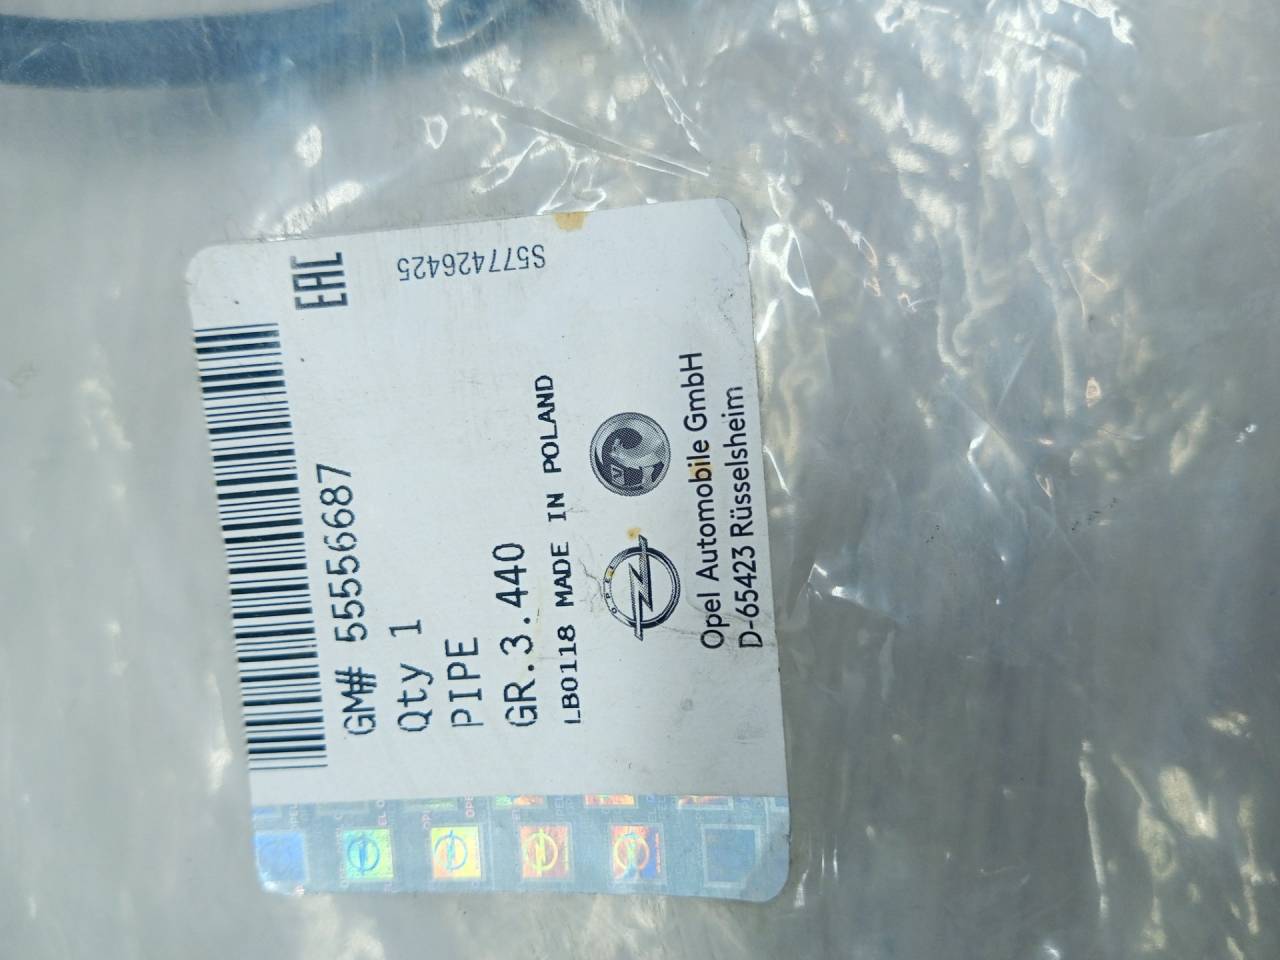 EAC
S577426425
GM# 55556687
Qty 1
PIPE
GR.3.440
LB0118 MADE IN POLAND
OPEL
Opel Automobile GmbH
D-65423 Rüsselsheim